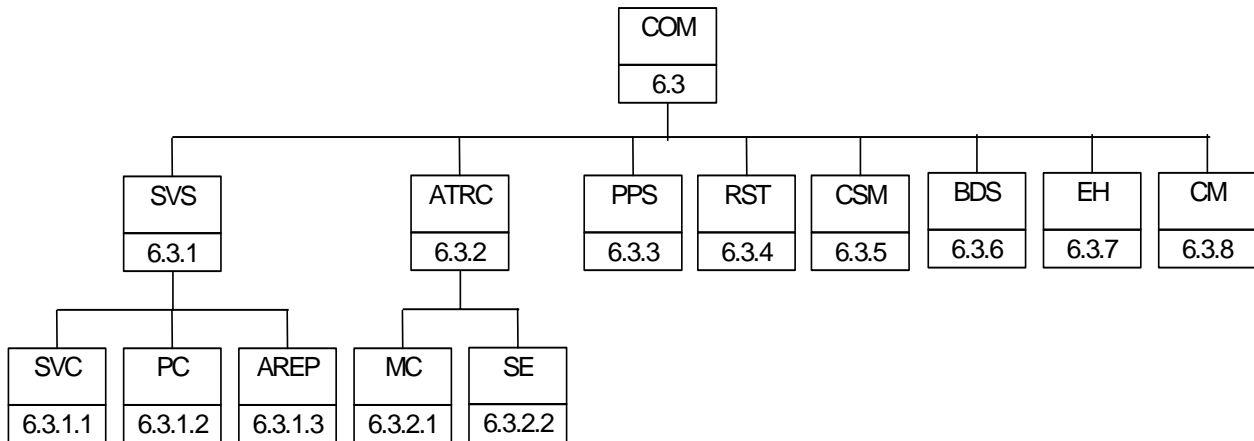 COM
6.3
SVS
6.3.1
ATRC
6.3.2
PPS
6.3.3
RST
6.3.4
CSM
6.3.5
BDS
6.3.6
EH
6.3.7
CM
6.3.8
SVC
6.3.1.1
PC
6.3.1.2
AREP
6.3.1.3
MC
6.3.2.1
SE
6.3.2.2